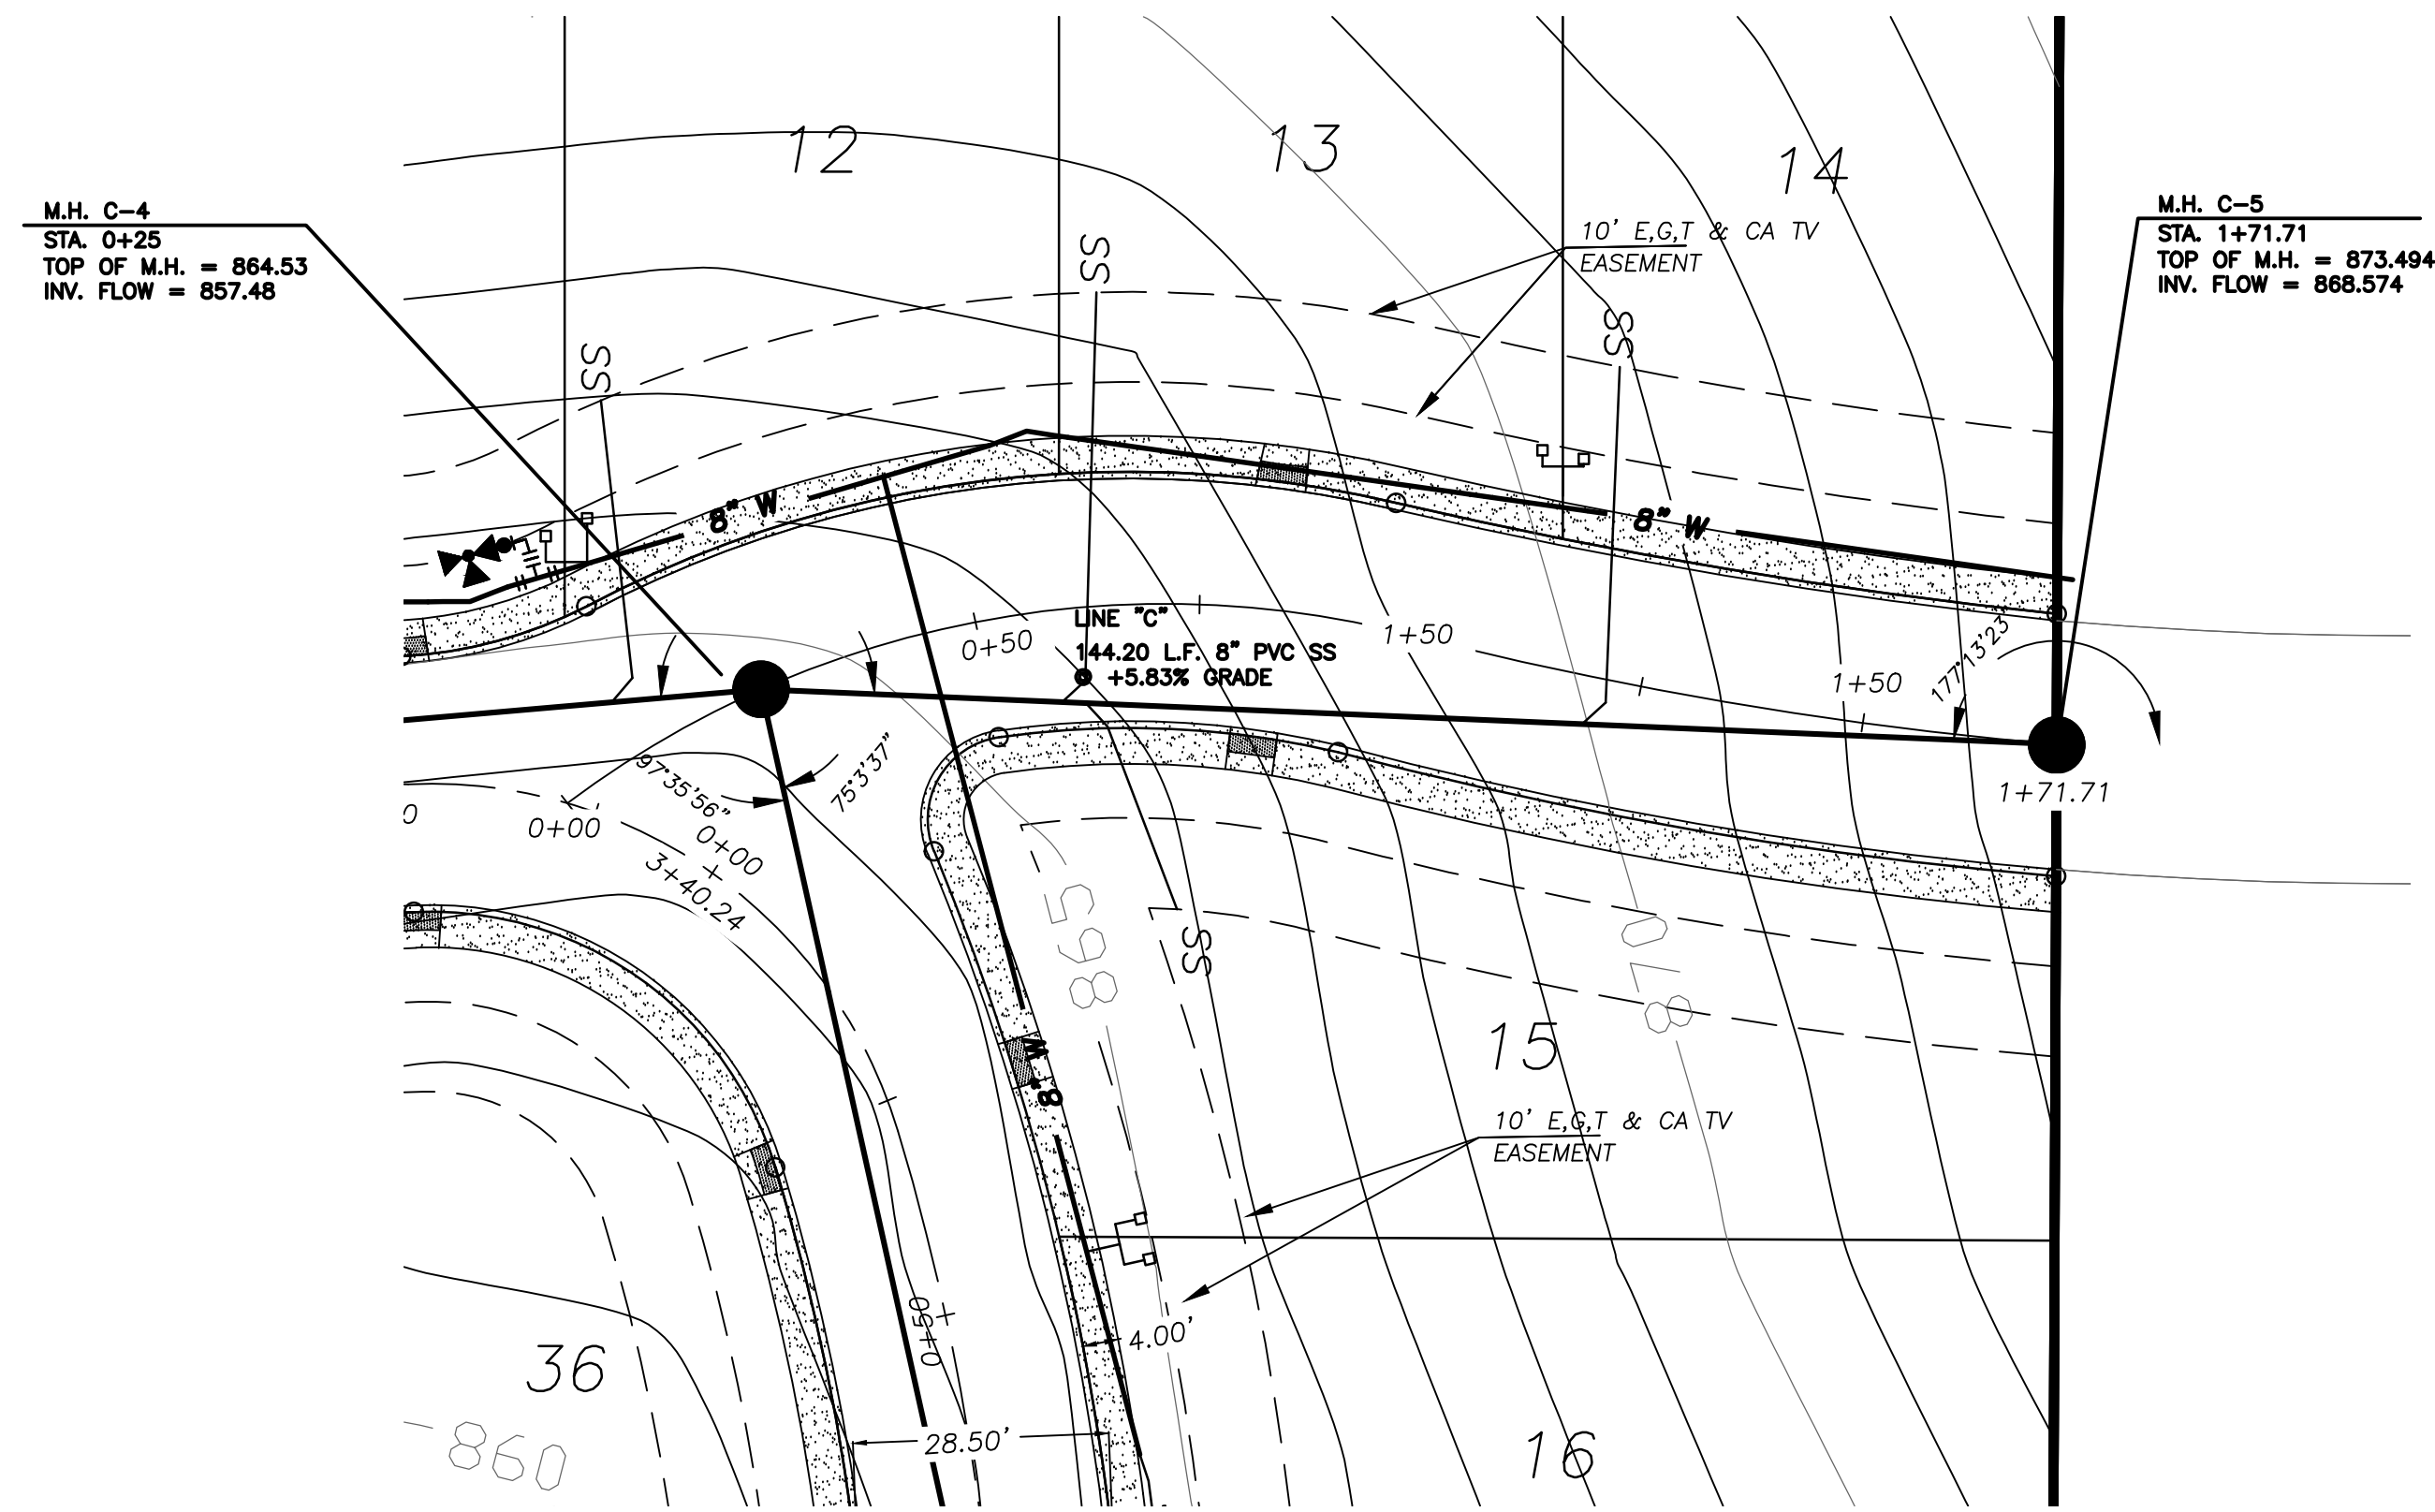 12
13
14
M.H. C-4
STA. 0+25
TOP OF M.H. = 864.53
INV. FLOW = 857.48
M.H. C-5
STA. 1+71.71
TOP OF M.H. = 873.494
INV. FLOW = 868.574
10' E,G,T & CA TV
EASEMENT
SS
SS
SS
8" W
8" W
LINE "C"
144.20 L.F. 8" PVC SS
+5.83% GRADE
0+50
1+50
1+50
177°13'23"
1+71.71
97°35'56"
75°3'37"
0
0+00
0+00
3+40.24
865
SS
870
8" W
15
10' E,G,T & CA TV
EASEMENT
0+50
4.00'
36
28.50'
860
16